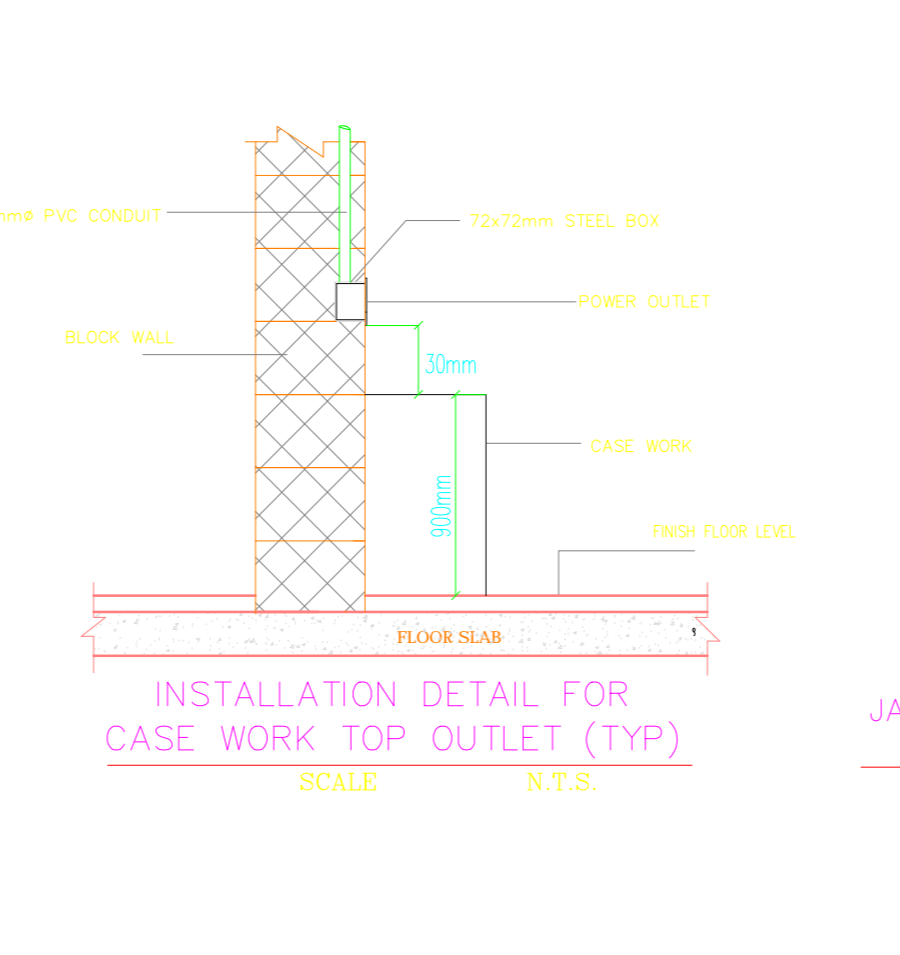 PVC CONDUIT
72x72mm STEEL BOX
POWER OUTLET
BLOCK WALL
30mm
CASE WORK
900mm
FINISH FLOOR LEVEL
FLOOR SLAB
INSTALLATION DETAIL FOR
CASE WORK TOP OUTLET (TYP)
SCALE N.T.S.